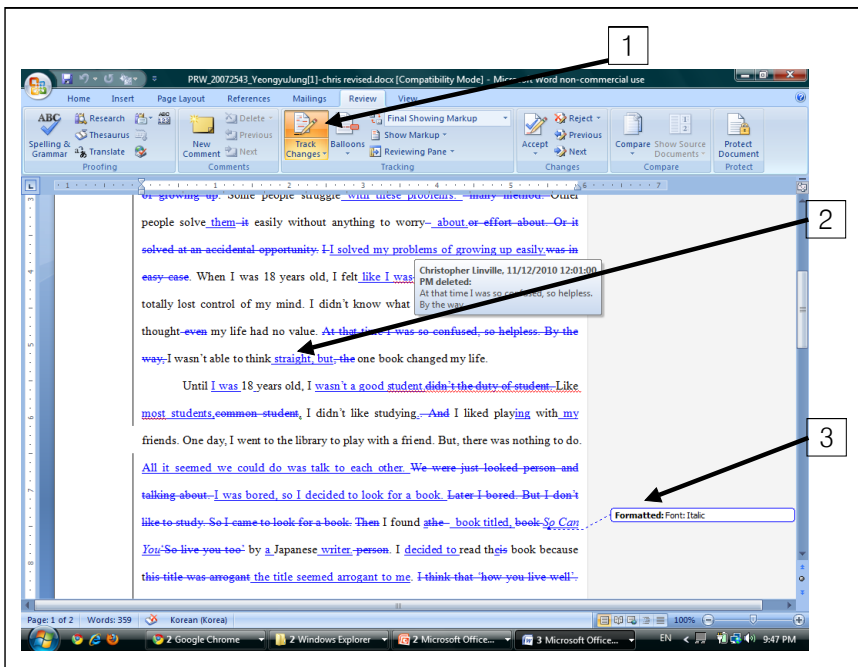 1
PRW_20072543_YeongyuJung[1]-chris revised.docx [Compatibility Mode] - Microsoft Word non-commercial use
Home Insert Page Layout References Mailings Review View
ABC Research Delete Final Showing Markup Reject
Thesaurus Previous Show Markup Previous
Spelling & Grammar Translate New Comment Next Track Changes Balloons Reviewing Pane Accept Next Compare Show Source Documents Protect Document
Proofing Comments Tracking Changes Compare Protect
2
of growing up. Some people struggle with these problems. many method. Other
people solve them it easily without anything to worry about.or effort about. Or it
solved at an accidental opportunity. I I solved my problems of growing up easily.was in
easy case. When I was 18 years old, I felt like I was
Christopher Linville, 11/12/2010 12:01:00
PM deleted:
At that time I was so confused, so helpless.
By the way,
totally lost control of my mind. I didn't know what
thought even my life had no value. At that time I was so confused, so helpless. By the
way, I wasn't able to think straight, but, the one book changed my life.
Until I was 18 years old, I wasn't a good student,didn't the duty of student. Like
most students,common student, I didn't like studying,. And I liked playing with my
friends. One day, I went to the library to play with a friend. But, there was nothing to do.
3
All it seemed we could do was talk to each other. We were just looked person and
talking about. I was bored, so I decided to look for a book. Later I bored. But I don't
like to study. So I came to look for a book. Then I found athe book titled, book So Can
Formatted: Font: Italic
You'So live you too' by a Japanese writer. person. I decided to read theis book because
this title was arrogant the title seemed arrogant to me. I think that 'how you live well'.
Page: 1 of 2 Words: 359 Korean (Korea) 100%
2 Google Chrome 2 Windows Explorer 2 Microsoft Office... 3 Microsoft Office... EN 9:47 PM